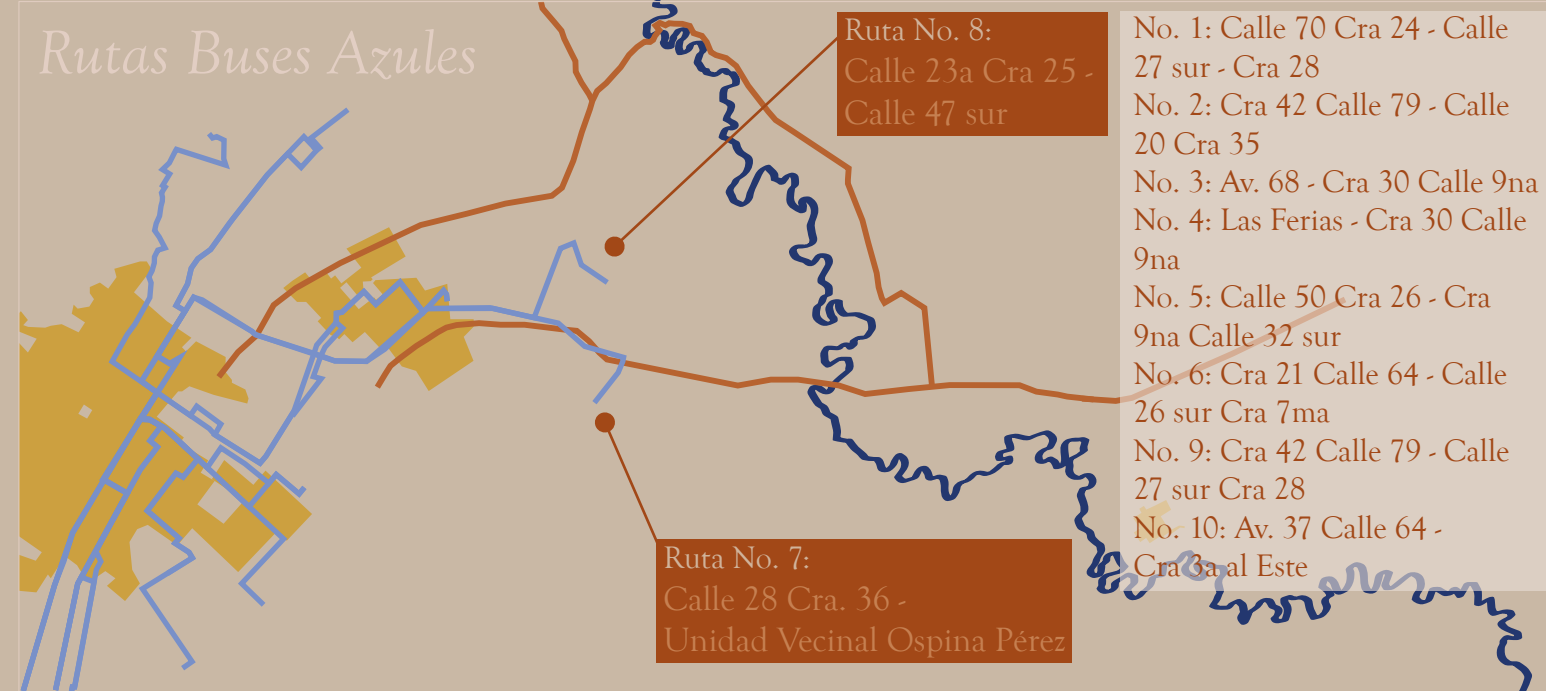 Rutas Buses Azules
Ruta No. 8:
Calle 23a Cra 25 -
Calle 47 sur
No. 1: Calle 70 Cra 24 - Calle
27 sur - Cra 28
No. 2: Cra 42 Calle 79 - Calle
20 Cra 35
No. 3: Av. 68 - Cra 30 Calle 9na
No. 4: Las Ferias - Cra 30 Calle
9na
No. 5: Calle 50 Cra 26 - Cra
9na Calle 32 sur
No. 6: Cra 21 Calle 64 - Calle
26 sur Cra 7ma
No. 9: Cra 42 Calle 79 - Calle
27 sur Cra 28
No. 10: Av. 37 Calle 64 -
Cra 3a al Este
Ruta No. 7:
Calle 28 Cra. 36 -
Unidad Vecinal Ospina Pérez